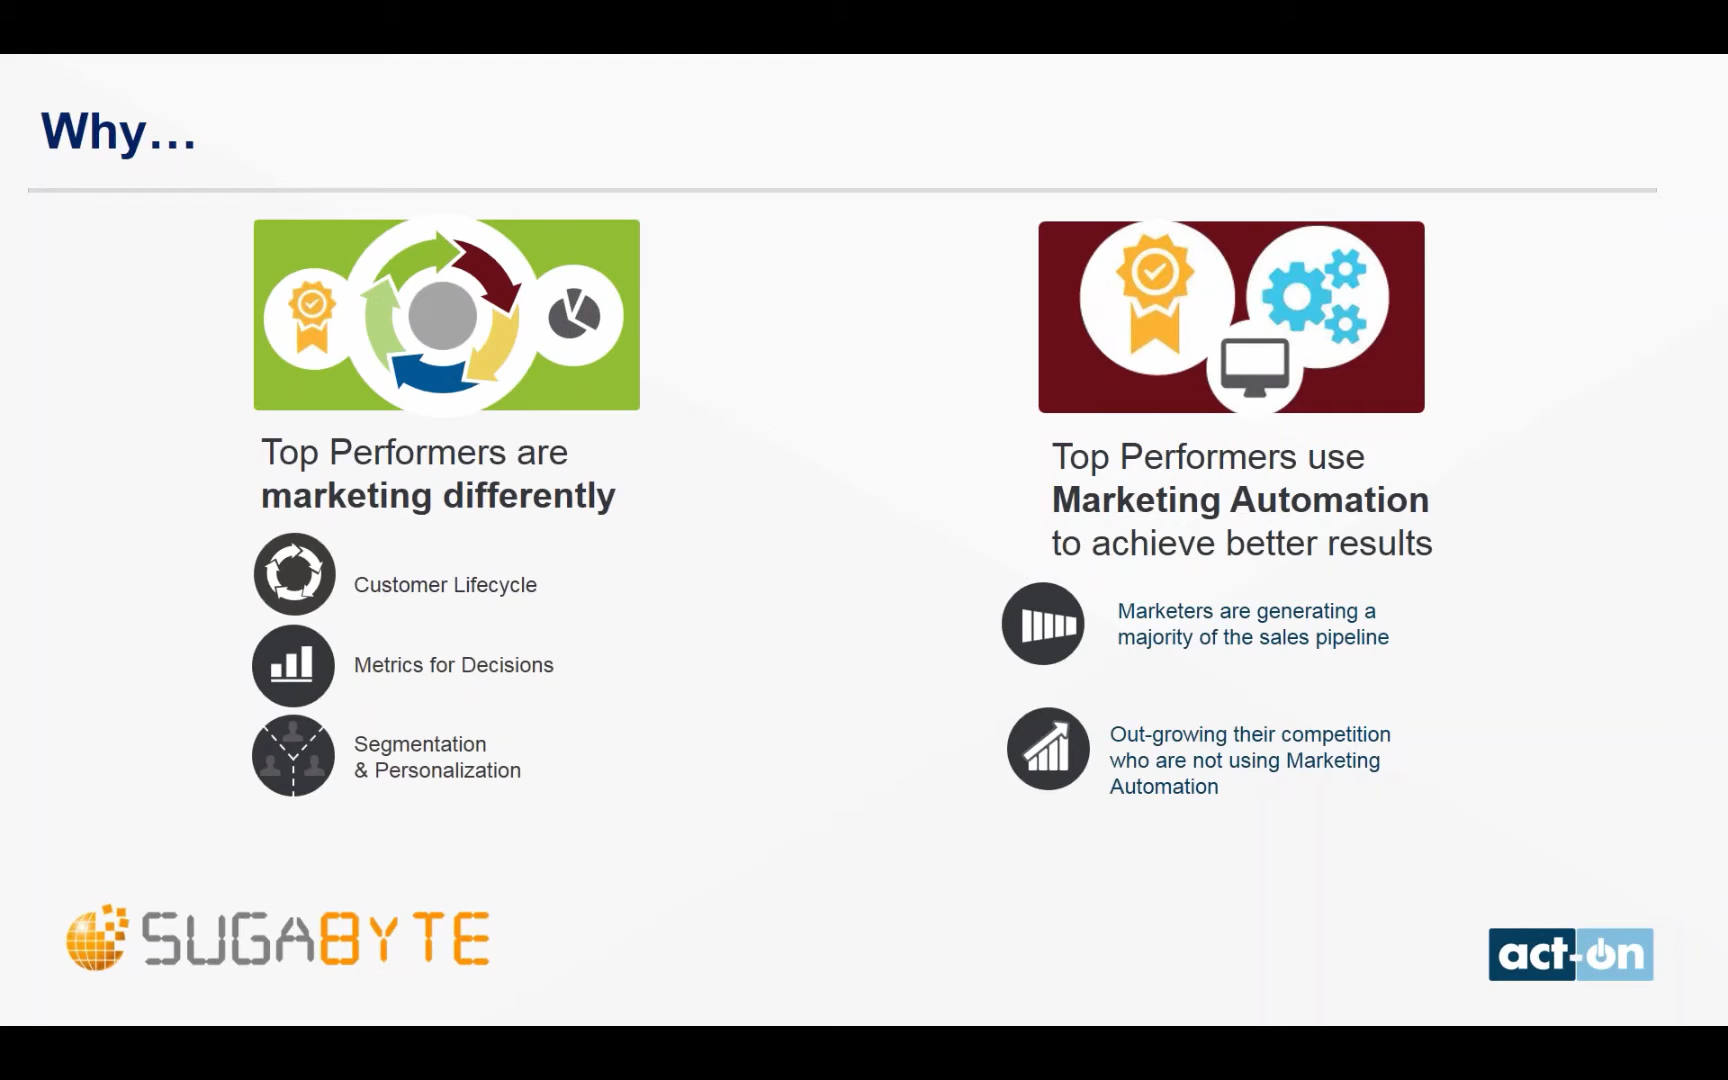 Why…
Top Performers are
marketing differently
Customer Lifecycle
Metrics for Decisions
Segmentation
& Personalization
Top Performers use
Marketing Automation
to achieve better results
Marketers are generating a
majority of the sales pipeline
Out-growing their competition
who are not using Marketing
Automation
SUGABYTE
act-on